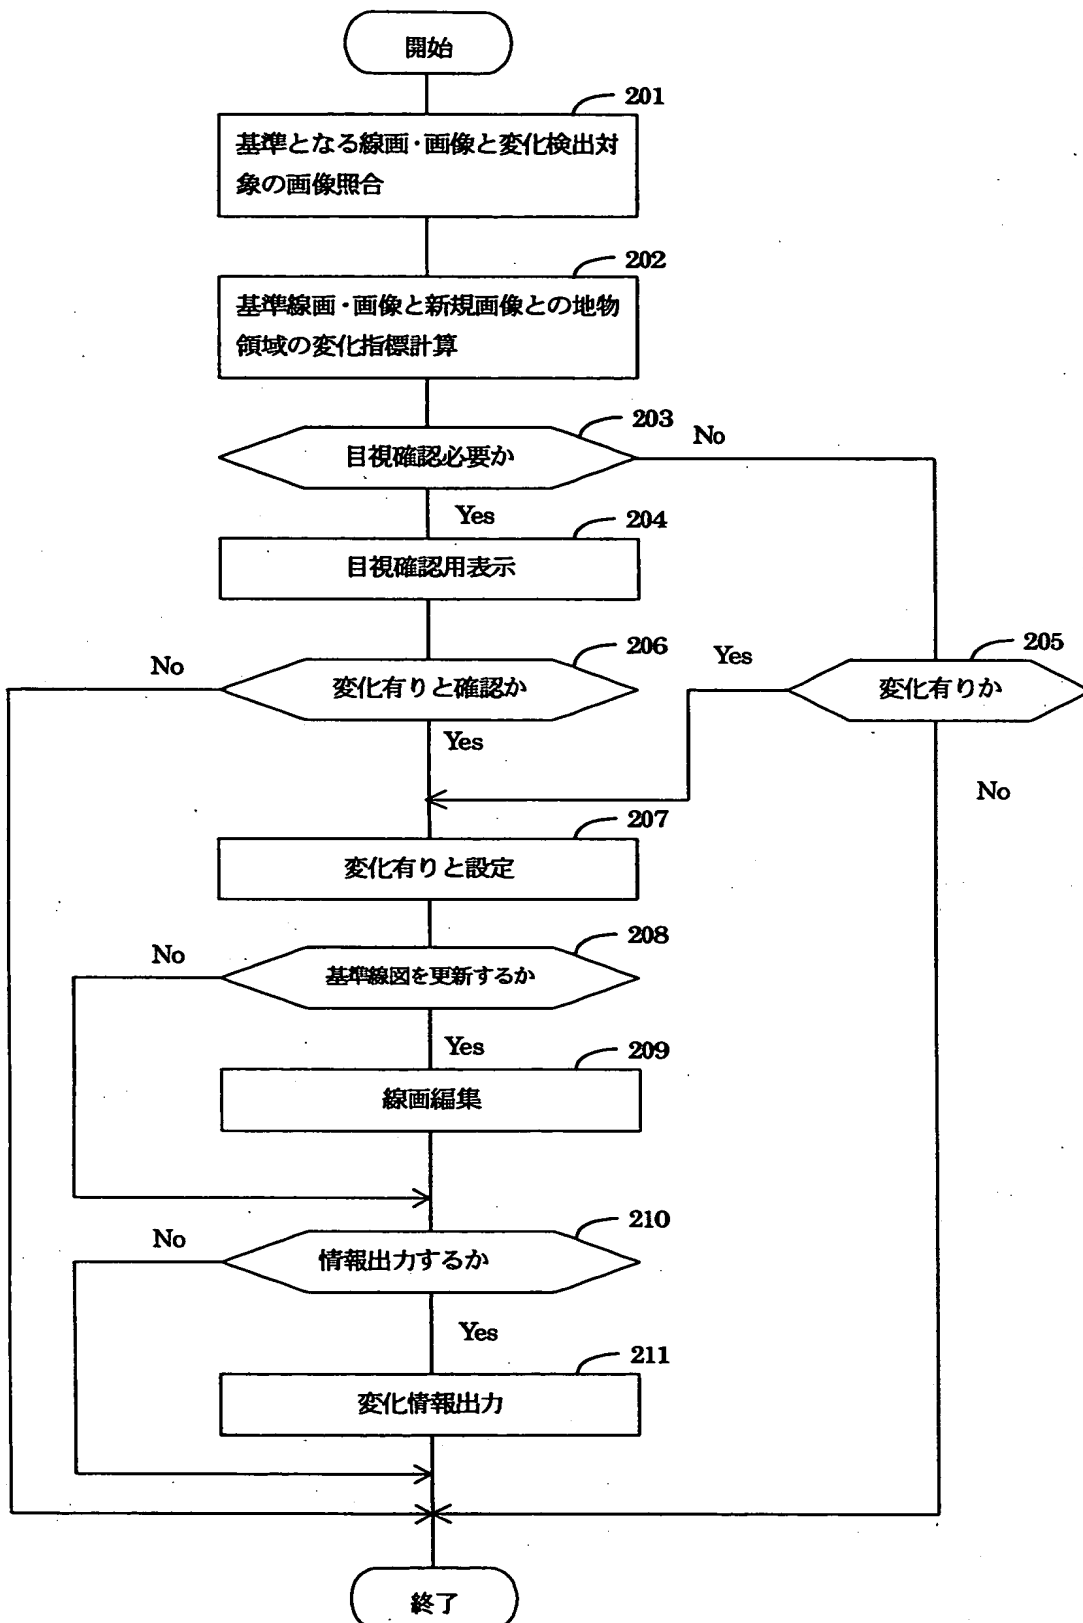 開始
201
基準となる線画・画像と変化検出対
象の画像照合
202
基準線画・画像と新規画像との地物
領域の変化指標計算
203
目視確認必要か
No
Yes
204
目視確認用表示
205
変化有りか
Yes
No
206
変化有りと確認か
No
Yes
207
変化有りと設定
208
基準線図を更新するか
No
Yes
209
線画編集
210
情報出力するか
No
Yes
211
変化情報出力
終了